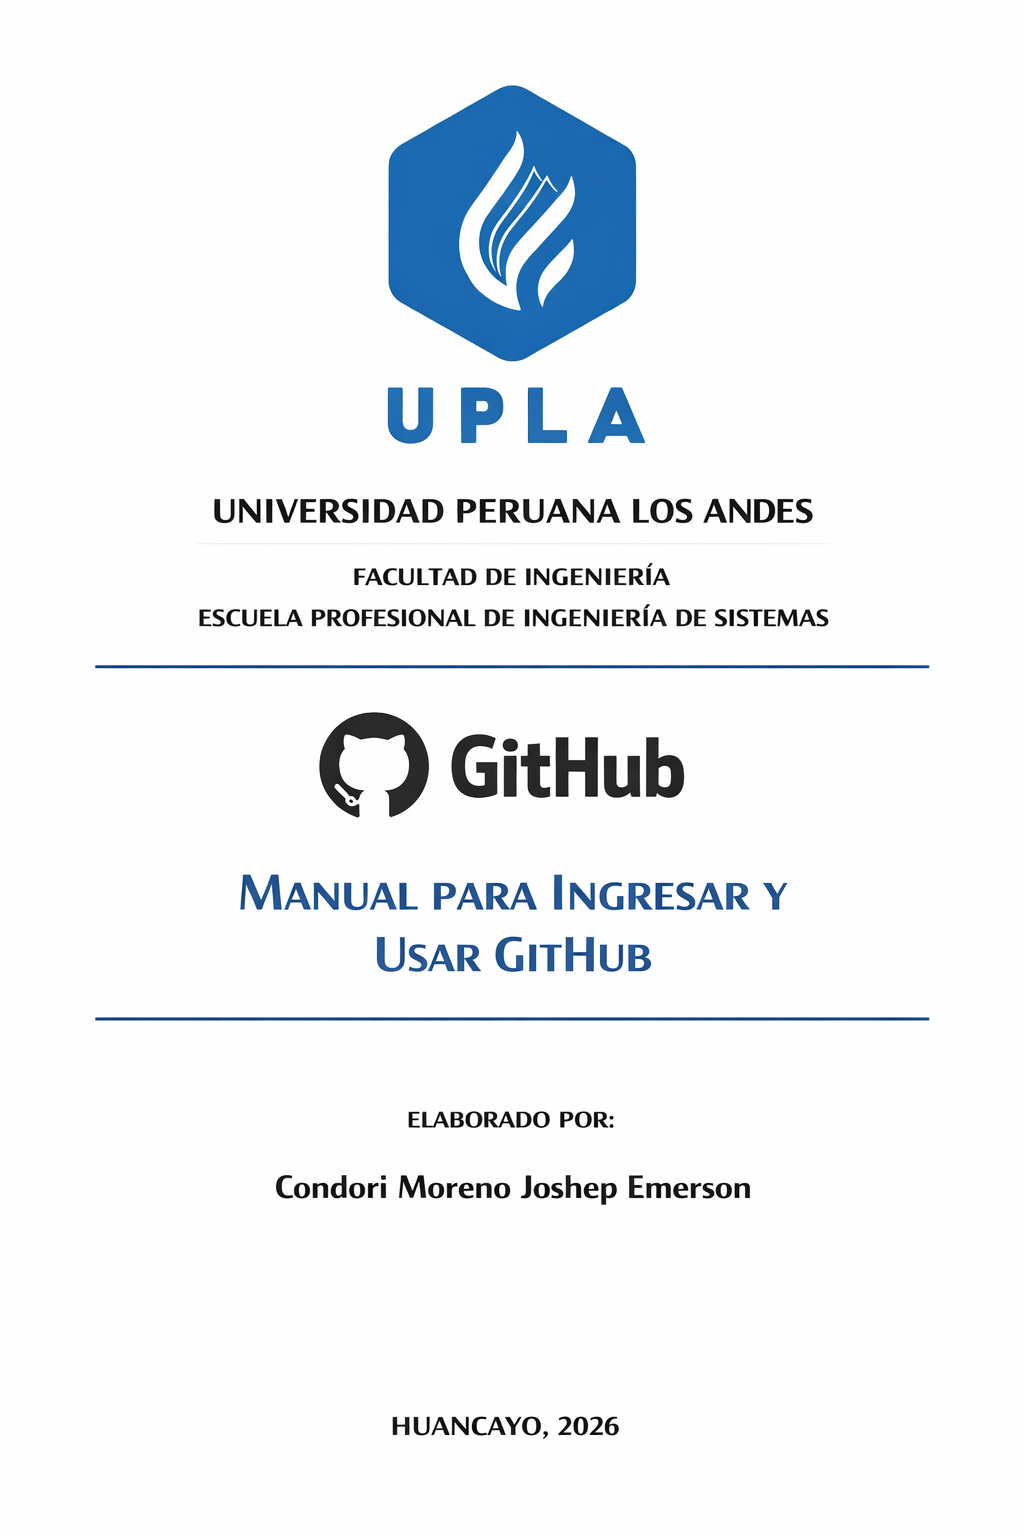 UPLA
UNIVERSIDAD PERUANA LOS ANDES
FACULTAD DE INGENIERÍA
ESCUELA PROFESIONAL DE INGENIERÍA DE SISTEMAS
GitHub
MANUAL PARA INGRESAR Y
USAR GITHUB
ELABORADO POR:
Condori Moreno Joshep Emerson
HUANCAYO, 2026